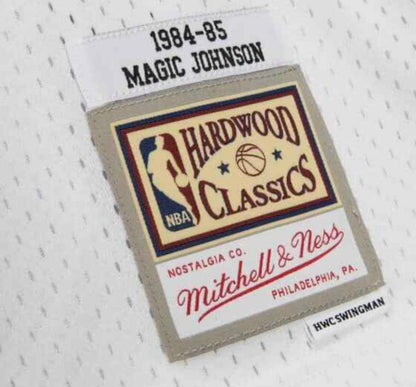 1984-85
MAGIC JOHNSON
HARDWOOD
NBA
CLASSICS
NOSTALGIA CO.
Mitchell & Ness
PHILADELPHIA, PA.
HWCSWINGMAN